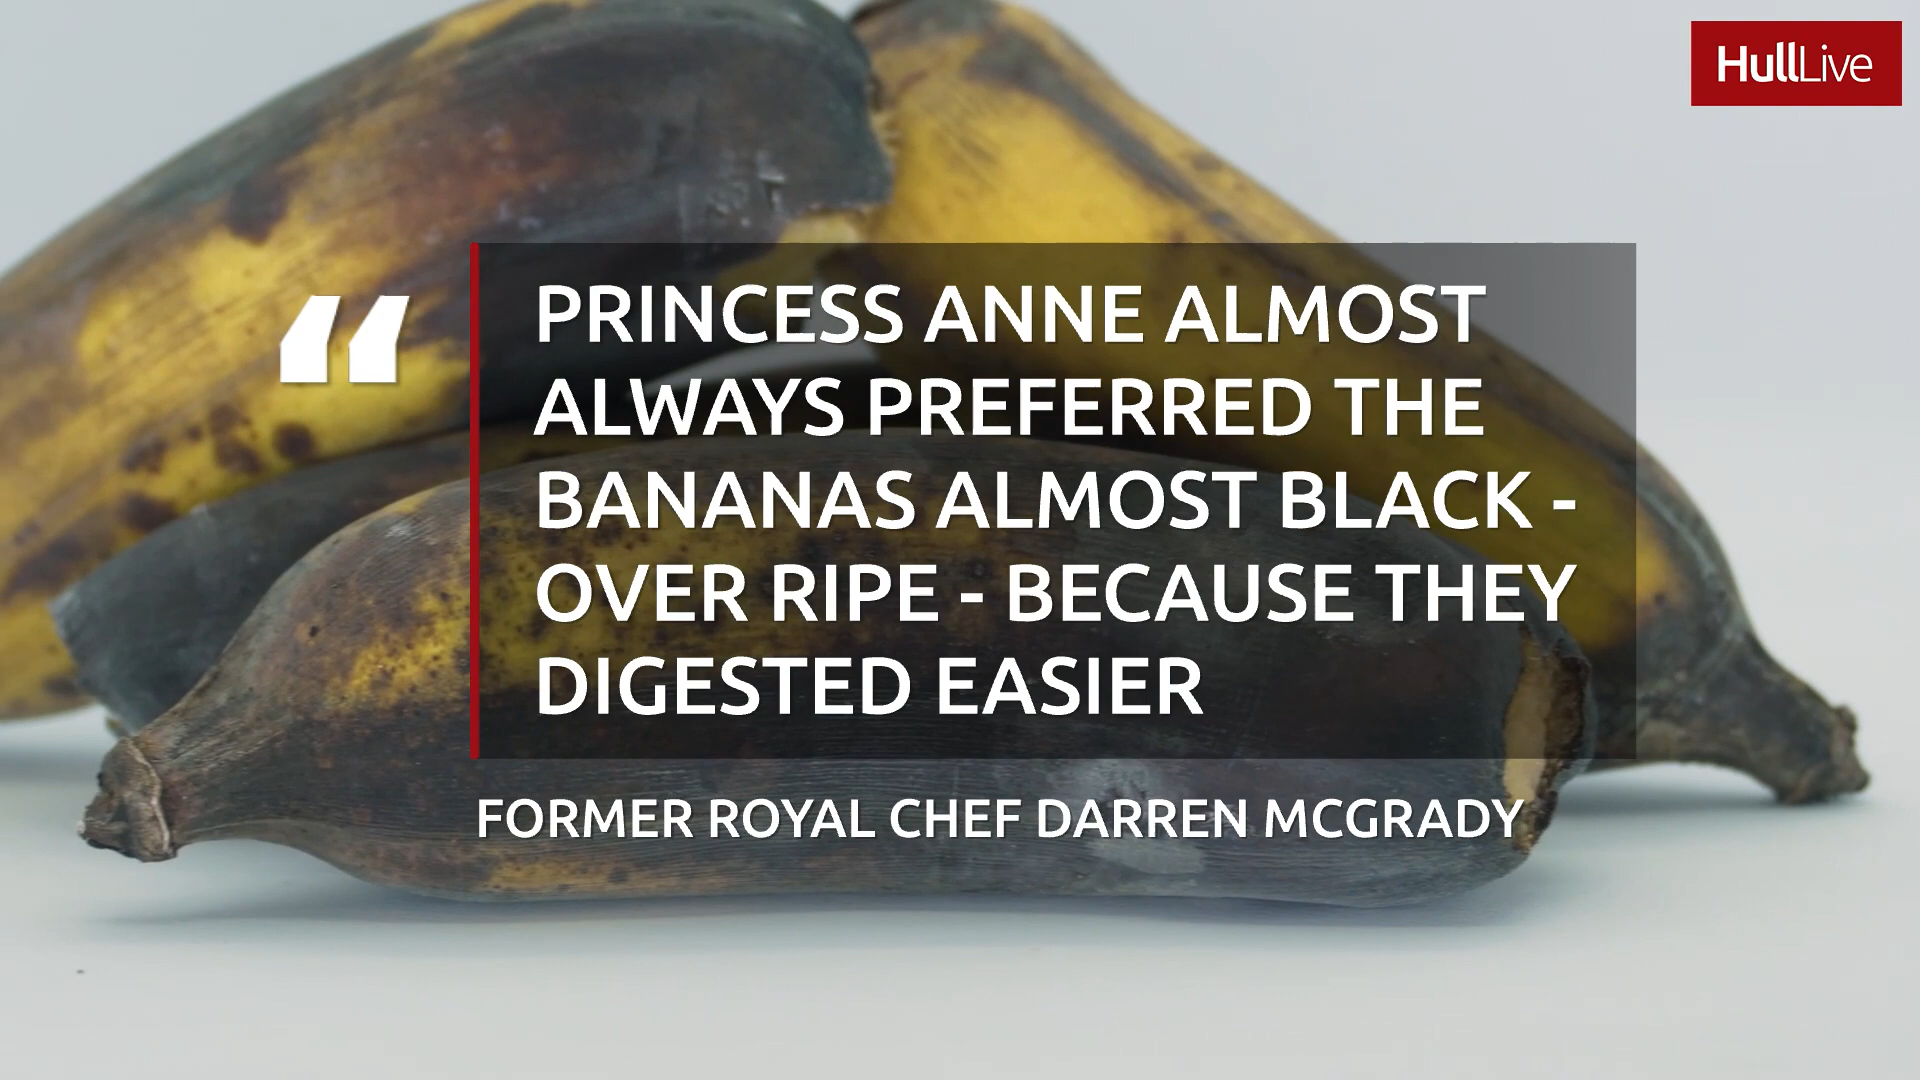 HullLive
“
PRINCESS ANNE ALMOST
ALWAYS PREFERRED THE
BANANAS ALMOST BLACK -
OVER RIPE - BECAUSE THEY
DIGESTED EASIER
FORMER ROYAL CHEF DARREN MCGRADY